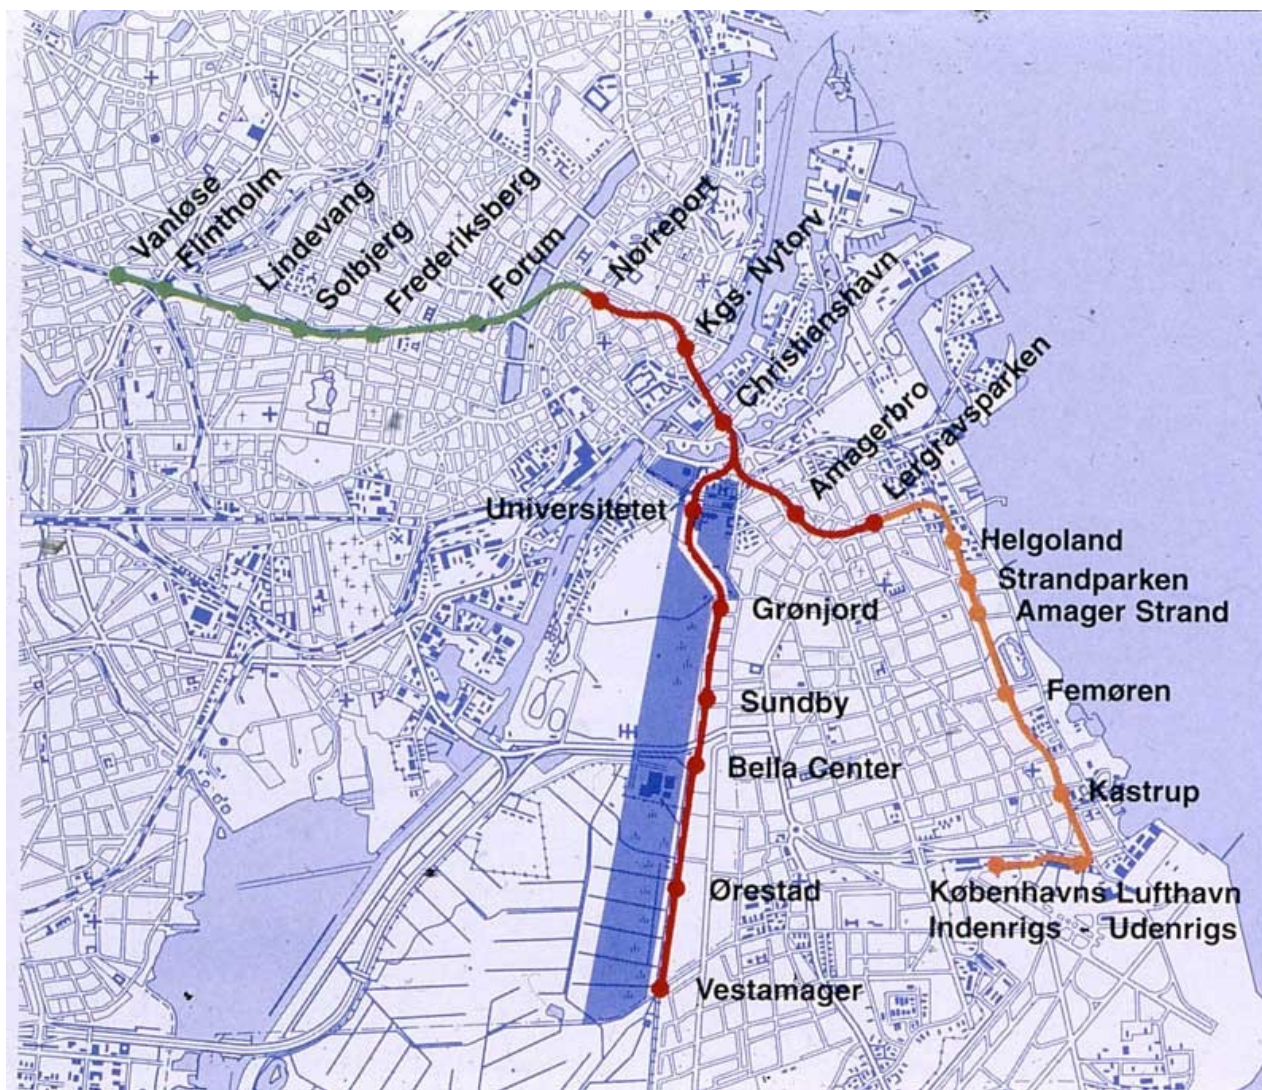 Vanløse
Flintholm
Lindevang
Solbjerg
Frederiksberg
Forum
Nørreport
Kgs. Nytorv
Christianshavn
Amagerbro
Lergravsparken
Universitetet
Helgoland
Strandparken
Amager Strand
Grønjord
Femøren
Sundby
Bella Center
Kastrup
Ørestad
Københavns Lufthavn
Indenrigs - Udenrigs
Vestamager